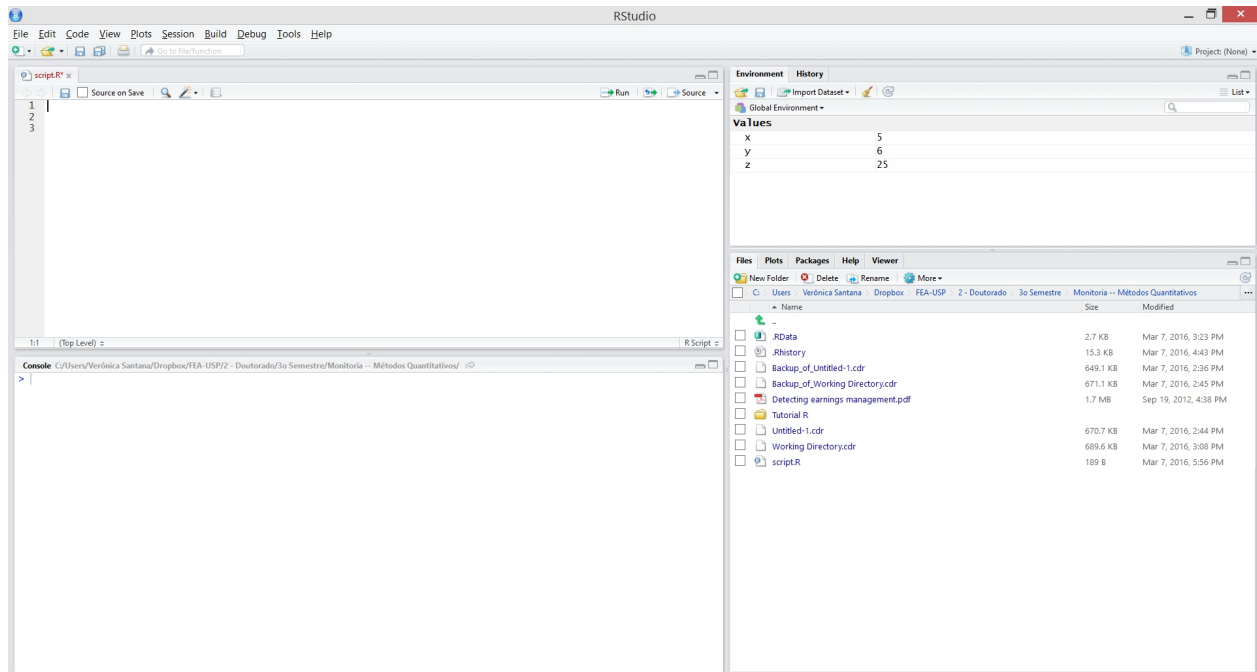 RStudio
File Edit Code View Plots Session Build Debug Tools Help
Go to file/function
Project: (None)
script.R*
Source on Save
Run
Source
1
2
3
1:1
(Top Level)
R Script
Console C:/Users/Verônica Santana/Dropbox/FEA-USP/2 - Doutorado/3o Semestre/Monitoria -- Métodos Quantitativos/
>
Environment History
Import Dataset
List
Global Environment
Values
x 5
y 6
z 25
Files Plots Packages Help Viewer
New Folder Delete Rename More
C: Users Verônica Santana Dropbox FEA-USP 2 - Doutorado 3o Semestre Monitoria -- Métodos Quantitativos ...
Name Size Modified
..
.RData 2.7 KB Mar 7, 2016, 3:23 PM
.Rhistory 15.3 KB Mar 7, 2016, 4:43 PM
Backup_of_Untitled-1.cdr 649.1 KB Mar 7, 2016, 2:36 PM
Backup_of_Working Directory.cdr 671.1 KB Mar 7, 2016, 2:45 PM
Detecting earnings management.pdf 1.7 MB Sep 19, 2012, 4:38 PM
Tutorial R
Untitled-1.cdr 670.7 KB Mar 7, 2016, 2:44 PM
Working Directory.cdr 689.6 KB Mar 7, 2016, 3:08 PM
script.R 189 B Mar 7, 2016, 5:56 PM